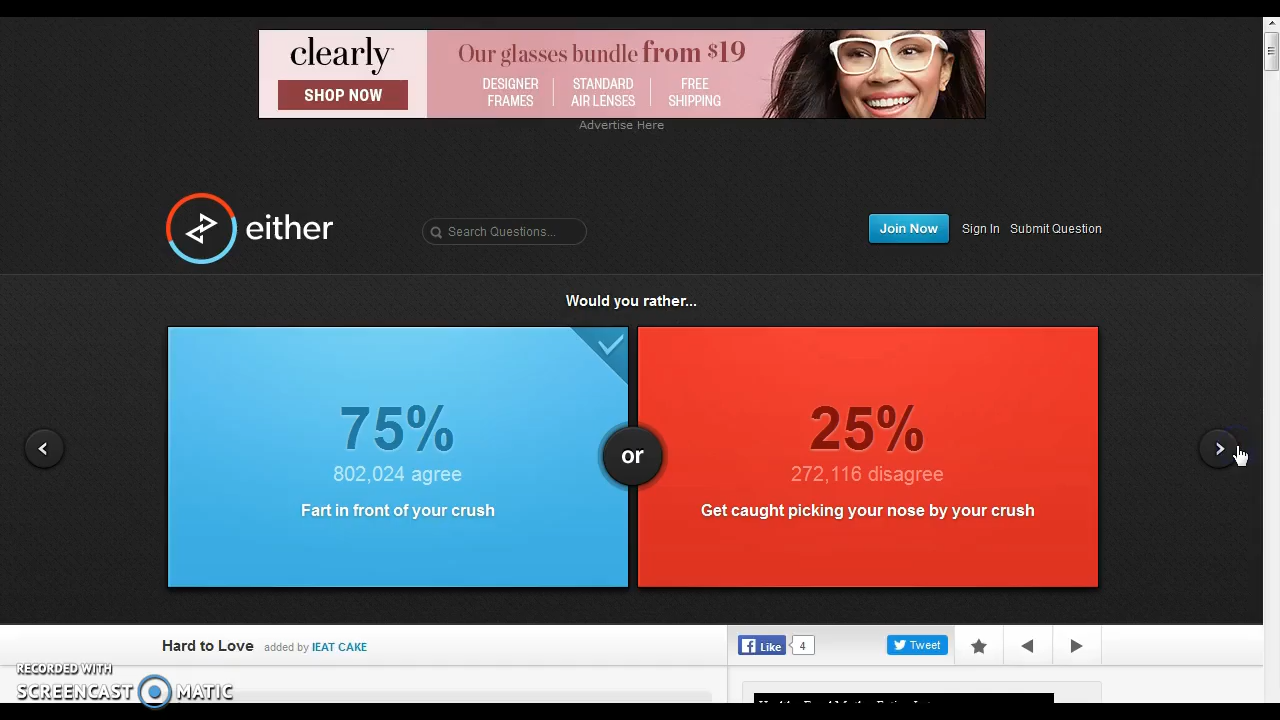 clearly
SHOP NOW
Our glasses bundle from $19
DESIGNER FRAMES
STANDARD AIR LENSES
FREE SHIPPING
Advertise Here
either
Search Questions...
Join Now
Sign In
Submit Question
Would you rather...
75%
802,024 agree
Fart in front of your crush
or
25%
272,116 disagree
Get caught picking your nose by your crush
Hard to Love added by IEAT CAKE
Like
4
Tweet
RECORDED WITH
SCREENCAST MATIC